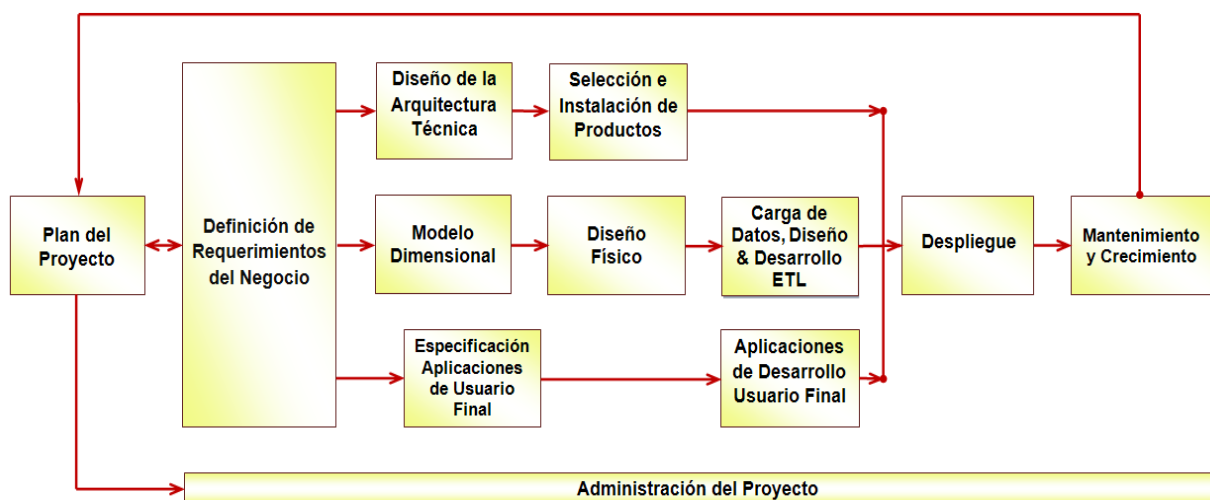 Diseño de la
Arquitectura
Técnica
Selección e
Instalación de
Productos
Plan del
Proyecto
Definición de
Requerimientos
del Negocio
Modelo
Dimensional
Diseño
Físico
Carga de
Datos, Diseño
& Desarrollo
ETL
Despliegue
Mantenimiento
y Crecimiento
Especificación
Aplicaciones
de Usuario
Final
Aplicaciones
de Desarrollo
Usuario Final
Administración del Proyecto